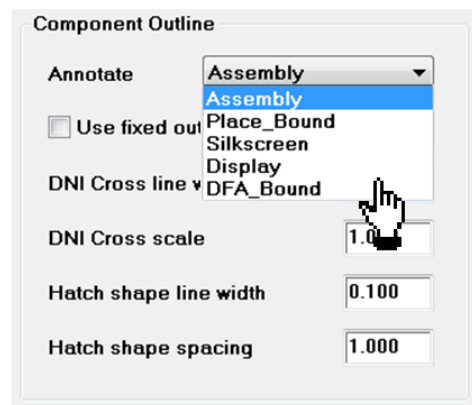 Component Outline
Annotate Assembly
Assembly
Use fixed out Place_Bound
Silkscreen
Display
DNI Cross line DFA_Bound
DNI Cross scale
Hatch shape line width 0.100
Hatch shape spacing 1.000